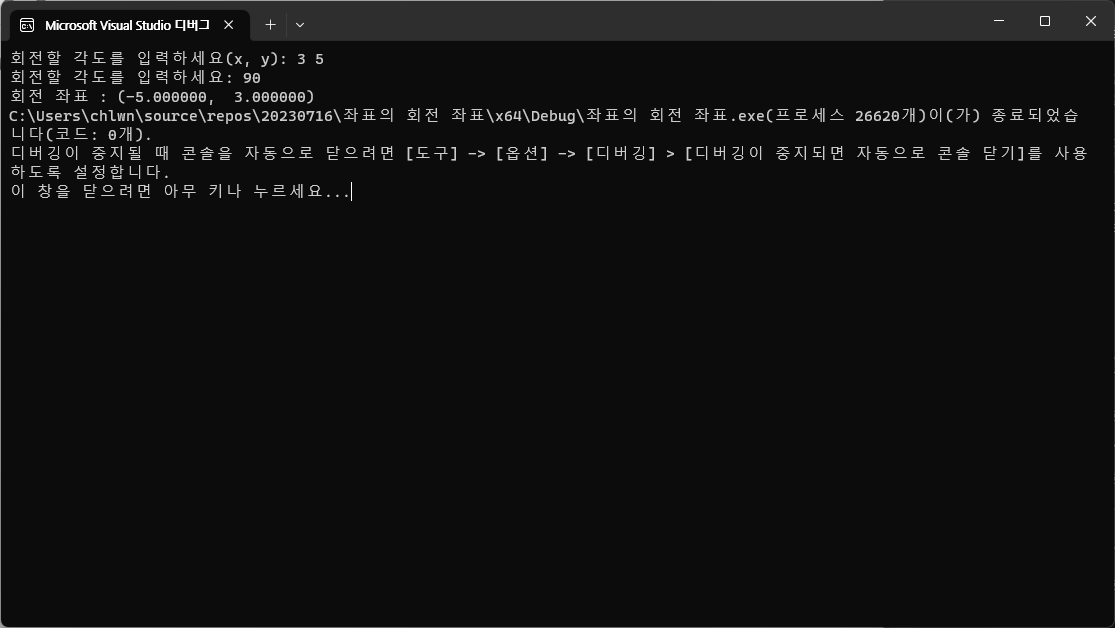 Microsoft Visual Studio 디버그
회전할 각도를 입력하세요(x, y): 3 5
회전할 각도를 입력하세요: 90
회전 좌표 : (-5.000000,  3.000000)
C:\Users\chlwn\source\repos\20230716\좌표의 회전 좌표\x64\Debug\좌표의 회전 좌표.exe(프로세스 26620개)이(가) 종료되었습
니다(코드: 0개).
디버깅이 중지될 때 콘솔을 자동으로 닫으려면 [도구] -> [옵션] -> [디버깅] > [디버깅이 중지되면 자동으로 콘솔 닫기]를 사용
하도록 설정합니다.
이 창을 닫으려면 아무 키나 누르세요...